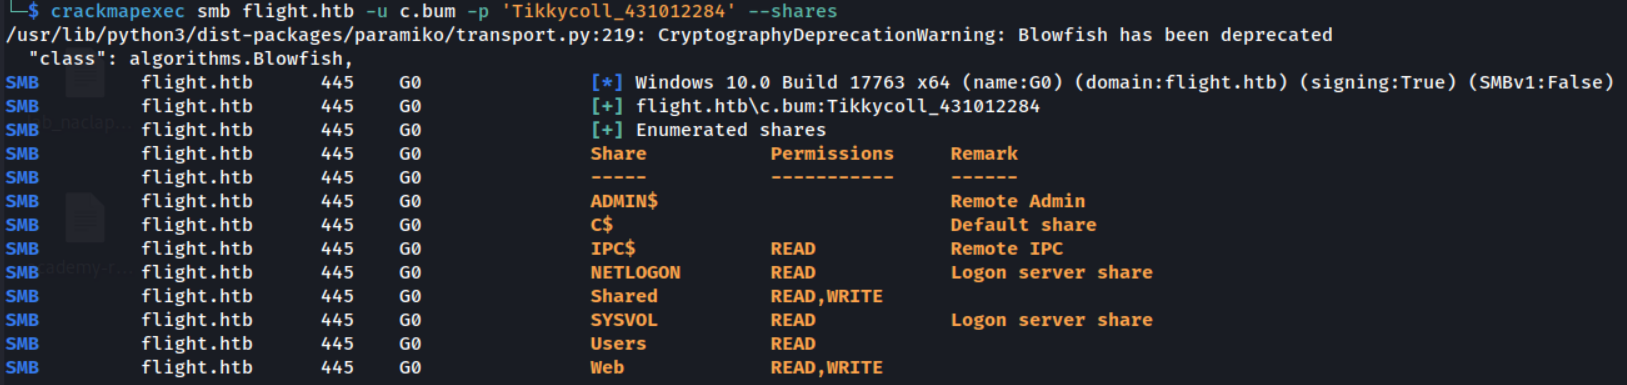 └─$ crackmapexec smb flight.htb -u c.bum -p 'Tikkycoll_431012284' --shares
/usr/lib/python3/dist-packages/paramiko/transport.py:219: CryptographyDeprecationWarning: Blowfish has been deprecated
  "class": algorithms.Blowfish,
SMB         flight.htb      445    G0               [*] Windows 10.0 Build 17763 x64 (name:G0) (domain:flight.htb) (signing:True) (SMBv1:False)
SMB         flight.htb      445    G0               [+] flight.htb\c.bum:Tikkycoll_431012284
SMB         flight.htb      445    G0               [+] Enumerated shares
SMB         flight.htb      445    G0               Share           Permissions     Remark
SMB         flight.htb      445    G0               -----           -----------     ------
SMB         flight.htb      445    G0               ADMIN$                          Remote Admin
SMB         flight.htb      445    G0               C$                              Default share
SMB         flight.htb      445    G0               IPC$            READ            Remote IPC
SMB         flight.htb      445    G0               NETLOGON        READ            Logon server share
SMB         flight.htb      445    G0               Shared          READ,WRITE
SMB         flight.htb      445    G0               SYSVOL          READ            Logon server share
SMB         flight.htb      445    G0               Users           READ
SMB         flight.htb      445    G0               Web             READ,WRITE